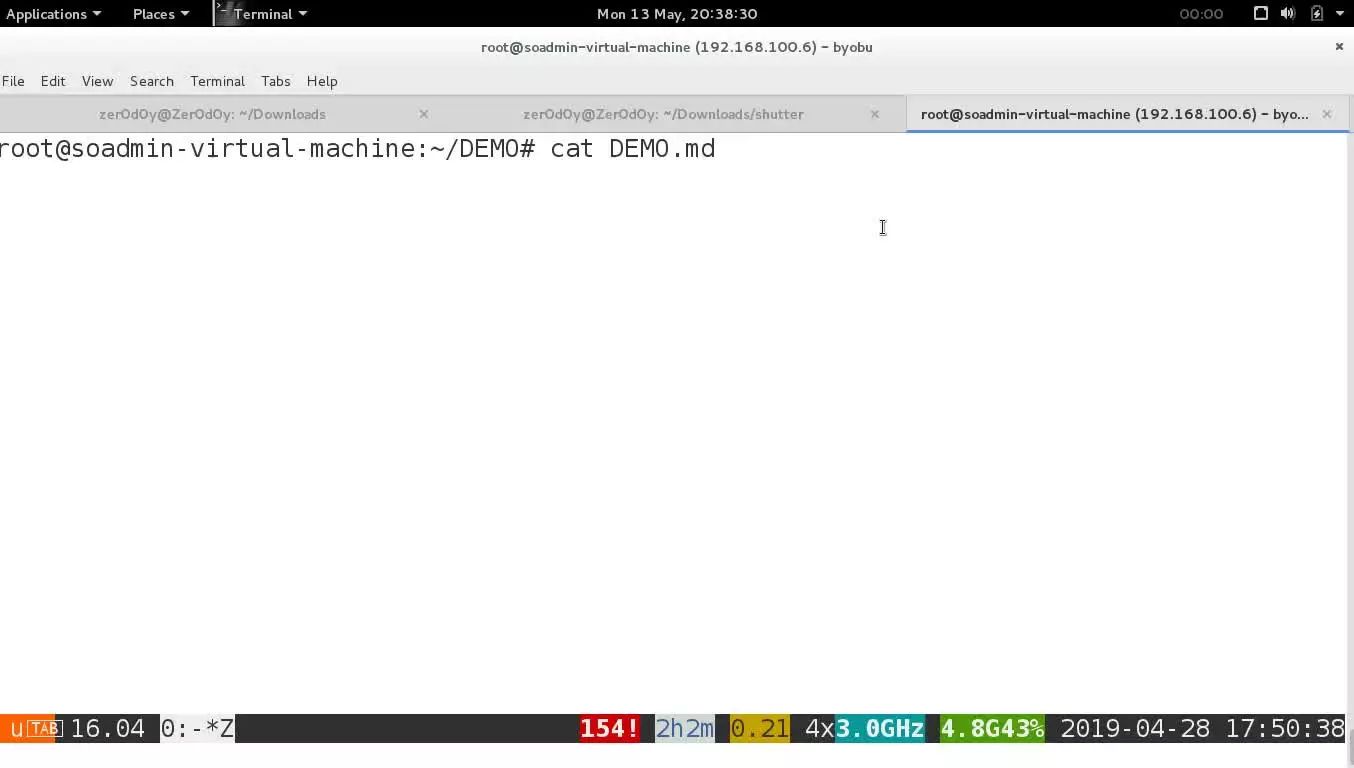 Applications Places Terminal Mon 13 May, 20:38:30 00:00
root@soadmin-virtual-machine (192.168.100.6) - byobu
File Edit View Search Terminal Tabs Help
zerOdOy@ZerOdOy: ~/Downloads zerOdOy@ZerOdOy: ~/Downloads/shutter root@soadmin-virtual-machine (192.168.100.6) - byo...
root@soadmin-virtual-machine:~/DEMO# cat DEMO.md
u TAB 16.04 0:-*Z 154! 2h2m 0.21 4x3.0GHz 4.8G43% 2019-04-28 17:50:38